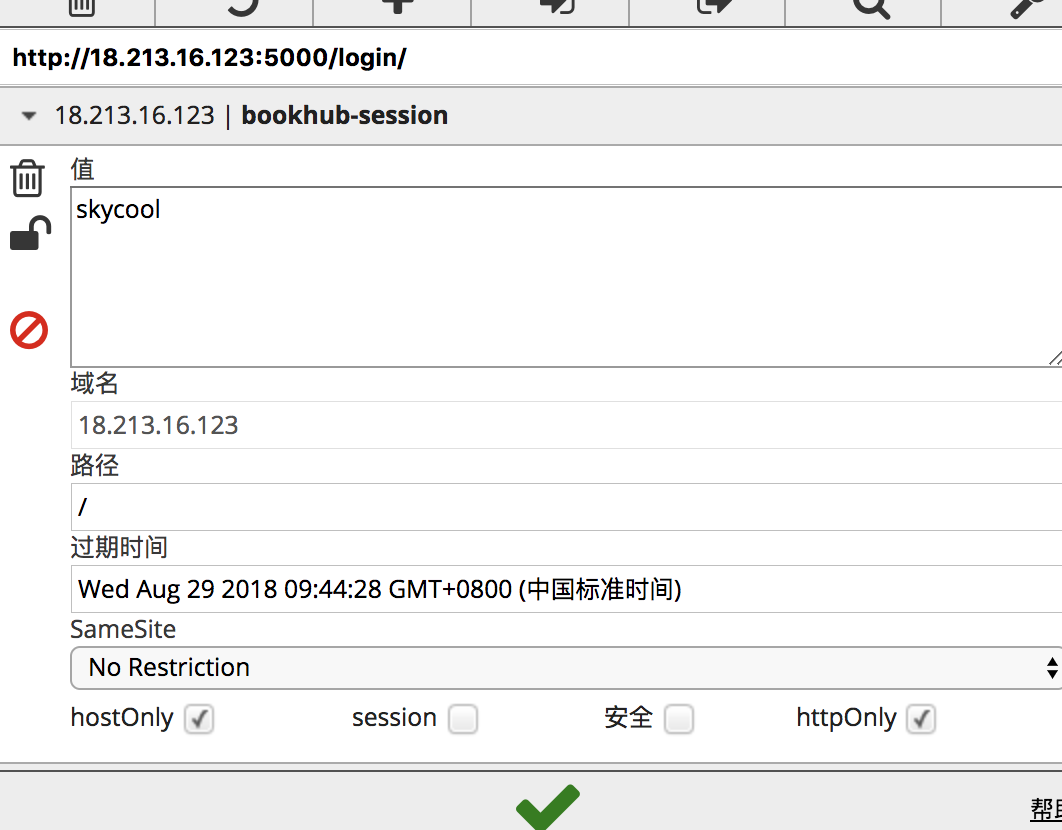 http://18.213.16.123:5000/login/
18.213.16.123 | bookhub-session
值
skycool
域名
18.213.16.123
路径
/
过期时间
Wed Aug 29 2018 09:44:28 GMT+0800 (中国标准时间)
SameSite
No Restriction
hostOnly session 安全 httpOnly
帮助